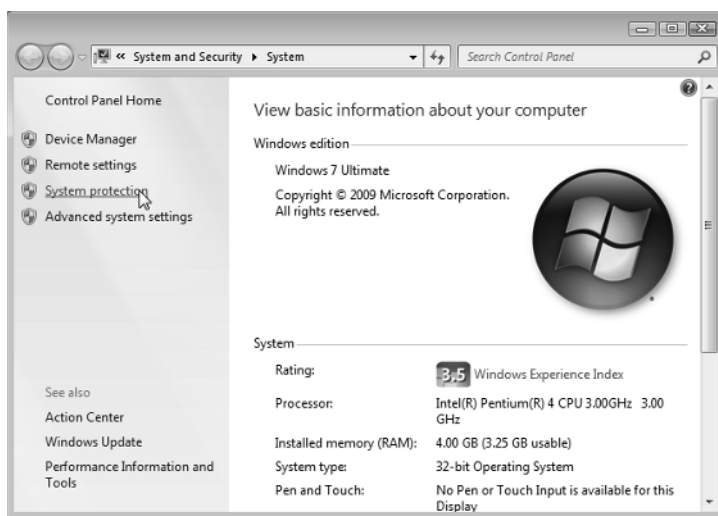 « System and Security ▸ System
Search Control Panel
Control Panel Home
Device Manager
Remote settings
System protection
Advanced system settings
See also
Action Center
Windows Update
Performance Information and
Tools
View basic information about your computer
Windows edition
Windows 7 Ultimate
Copyright © 2009 Microsoft Corporation.
All rights reserved.
System
Rating:
3,5 Windows Experience Index
Processor:
Intel(R) Pentium(R) 4 CPU 3.00GHz 3.00
GHz
Installed memory (RAM):
4.00 GB (3.25 GB usable)
System type:
32-bit Operating System
Pen and Touch:
No Pen or Touch Input is available for this
Display